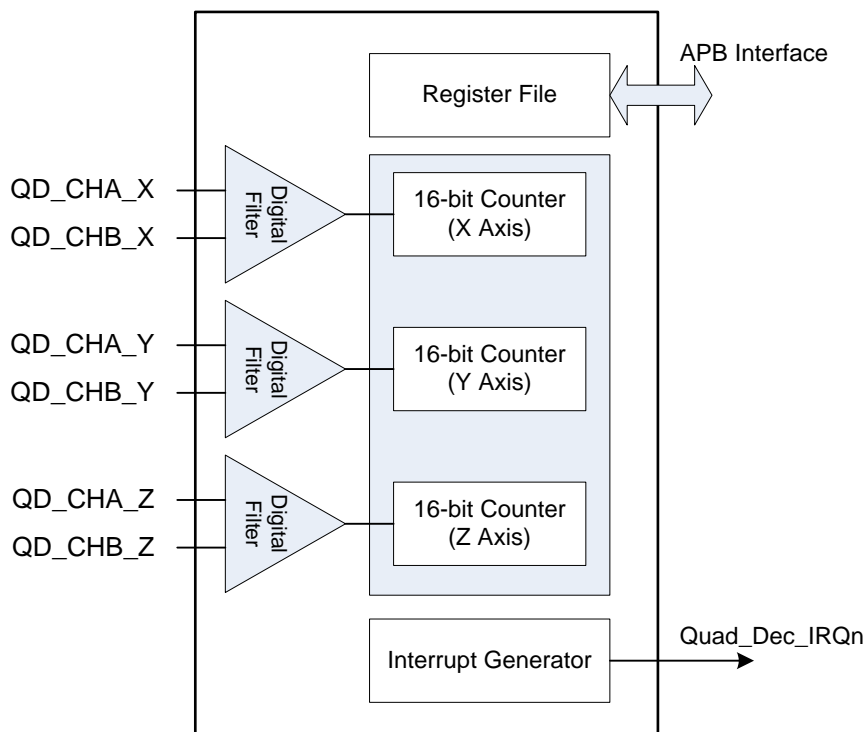 APB Interface
Register File
QD_CHA_X
QD_CHB_X
Digital
Filter
16-bit Counter
(X Axis)
QD_CHA_Y
QD_CHB_Y
Digital
Filter
16-bit Counter
(Y Axis)
QD_CHA_Z
QD_CHB_Z
Digital
Filter
16-bit Counter
(Z Axis)
Interrupt Generator
Quad_Dec_IRQn